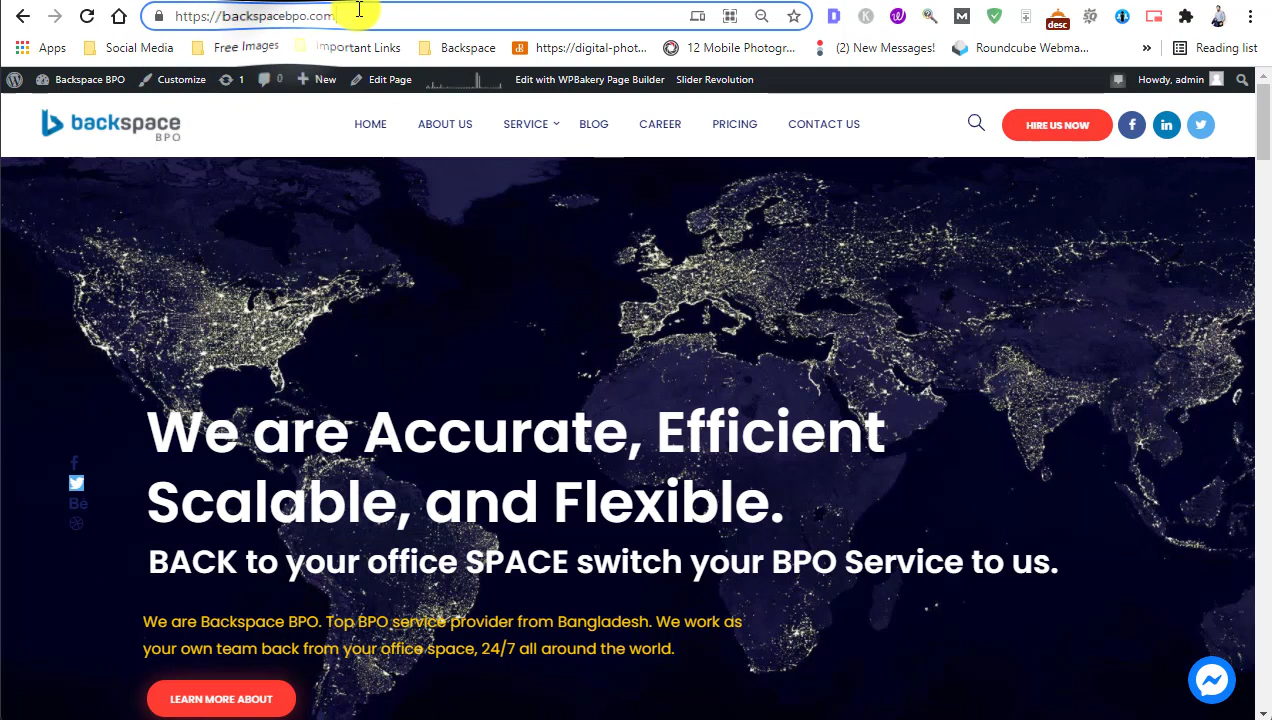 https://backspacebpo.com
Apps Social Media Free Images Important Links Backspace https://digital-phot... 12 Mobile Photogr... (2) New Messages! Roundcube Webma... » Reading list
Backspace BPO Customize 1 0 New Edit Page Edit with WPBakery Page Builder Slider Revolution Howdy, admin
backspace
BPO
HOME ABOUT US SERVICE BLOG CAREER PRICING CONTACT US HIRE US NOW
We are Accurate, Efficient
Scalable, and Flexible.
BACK to your office SPACE switch your BPO Service to us.
We are Backspace BPO. Top BPO service provider from Bangladesh. We work as
your own team back from your office space, 24/7 all around the world.
LEARN MORE ABOUT